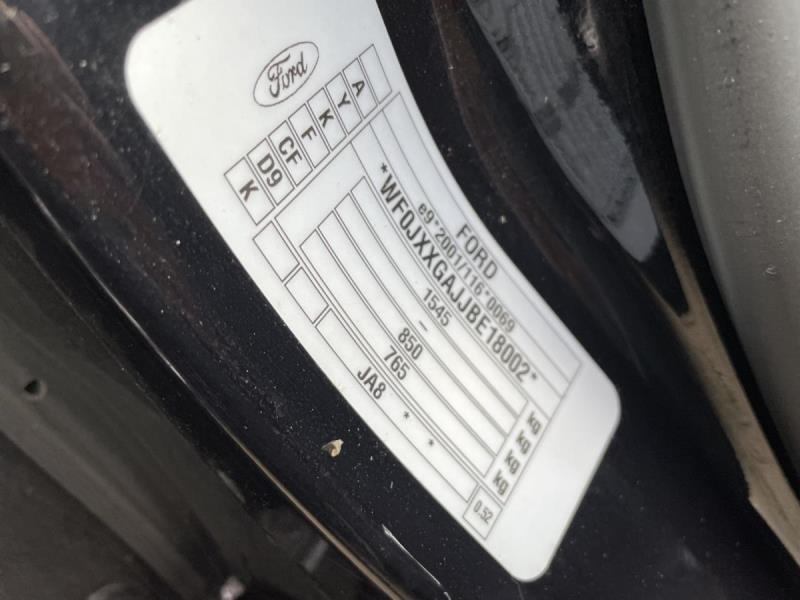 Ford
FORD
e9*2001/116*0069
*WF0JXXGAJJBE18002*
1545 kg
– kg
850 kg
765 kg
JA8 * *
0.52
K D9 CF F K Y A